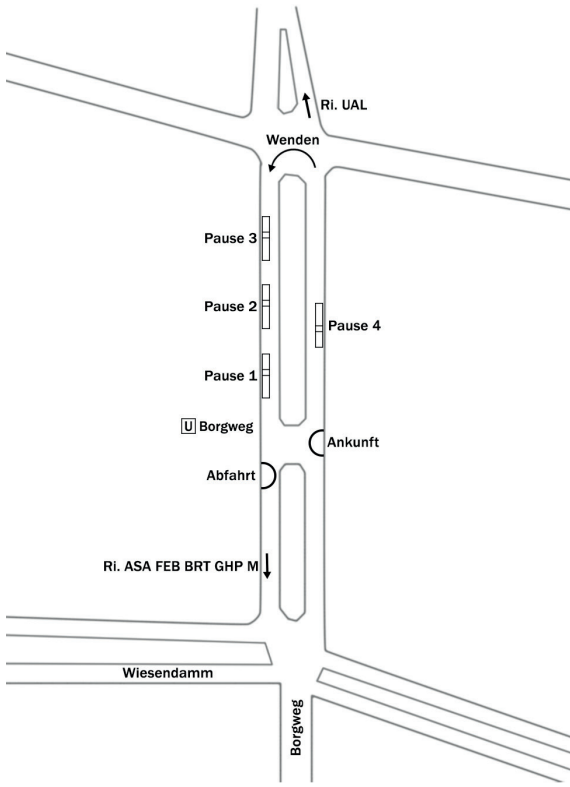 Ri. UAL
Wenden
Pause 3
Pause 2
Pause 4
Pause 1
U Borgweg
Ankunft
Abfahrt
Ri. ASA FEB BRT GHP M
Wiesendamm
Borgweg